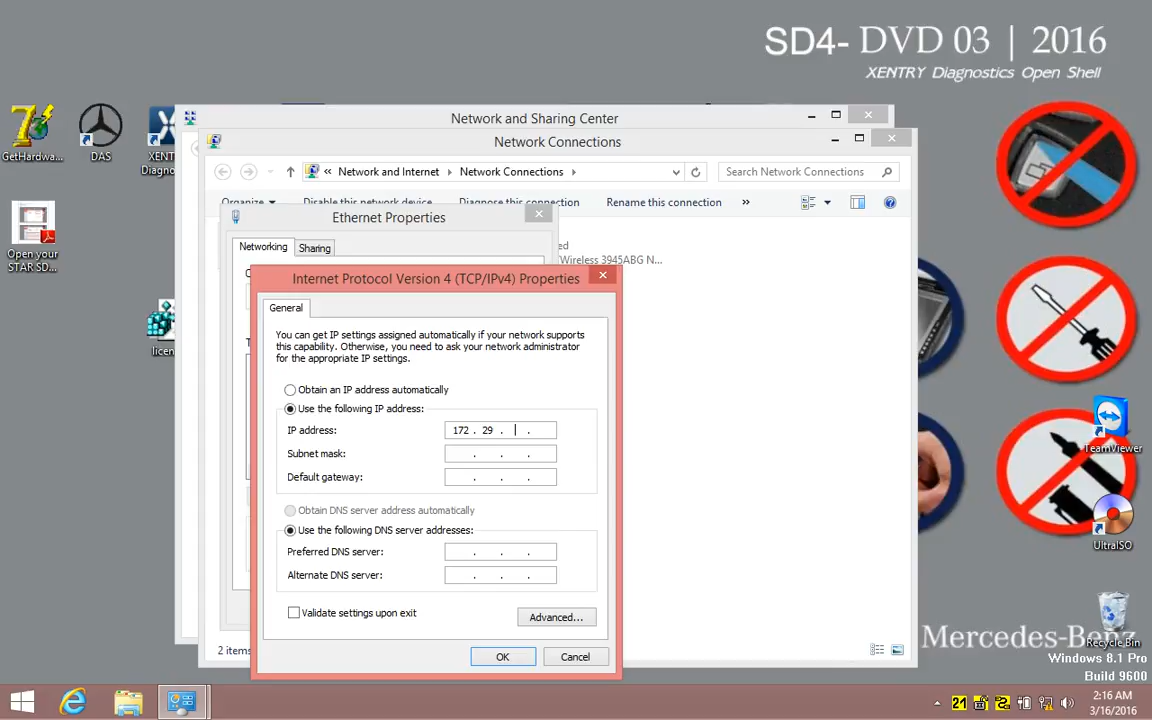 SD4- DVD 03 | 2016
XENTRY Diagnostics Open Shell
GetHardwa...
DAS
XENT
Diagno
Open your
STAR SD...
licen
Network and Sharing Center
Network Connections
« Network and Internet Network Connections
Search Network Connections
Organize Disable this network device Diagnose this connection Rename this connection »
Ethernet Properties
Networking Sharing
ed
Wireless 3945ABG N...
Internet Protocol Version 4 (TCP/IPv4) Properties
General
You can get IP settings assigned automatically if your network supports
this capability. Otherwise, you need to ask your network administrator
for the appropriate IP settings.
Obtain an IP address automatically
Use the following IP address:
IP address: 172 . 29 . .
Subnet mask: . . .
Default gateway: . . .
Obtain DNS server address automatically
Use the following DNS server addresses:
Preferred DNS server: . . .
Alternate DNS server: . . .
Validate settings upon exit
Advanced...
OK Cancel
2 items
TeamViewer
UltraISO
Recycle Bin
Mercedes-Benz
Windows 8.1 Pro
Build 9600
21
2:16 AM
3/16/2016